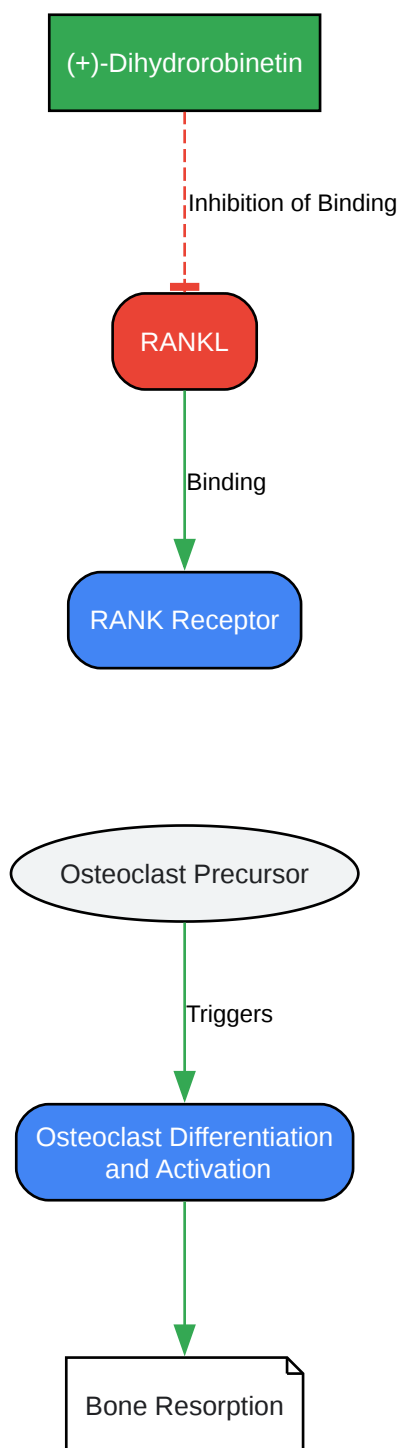 (+)-Dihydrorobinetin
Inhibition of Binding
RANKL
Binding
RANK Receptor
Osteoclast Precursor
Triggers
Osteoclast Differentiation
and Activation
Bone Resorption